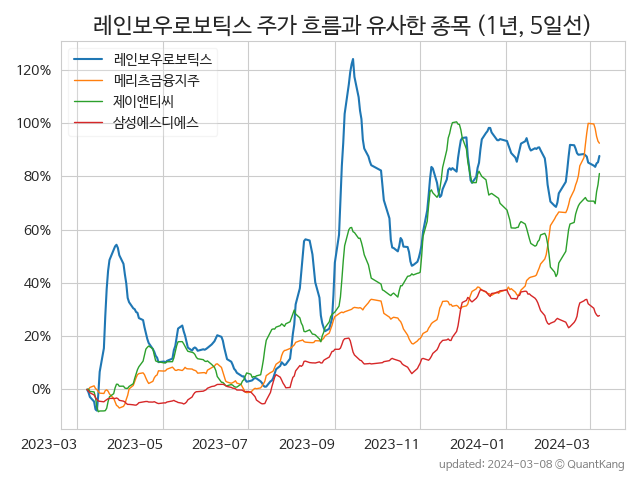 레인보우로보틱스 주가 흐름과 유사한 종목 (1년, 5일선)
레인보우로보틱스
메리츠금융지주
제이앤티씨
삼성에스디에스
120%
100%
80%
60%
40%
20%
0%
2023-03 2023-05 2023-07 2023-09 2023-11 2024-01 2024-03
updated: 2024-03-08 © QuantKang